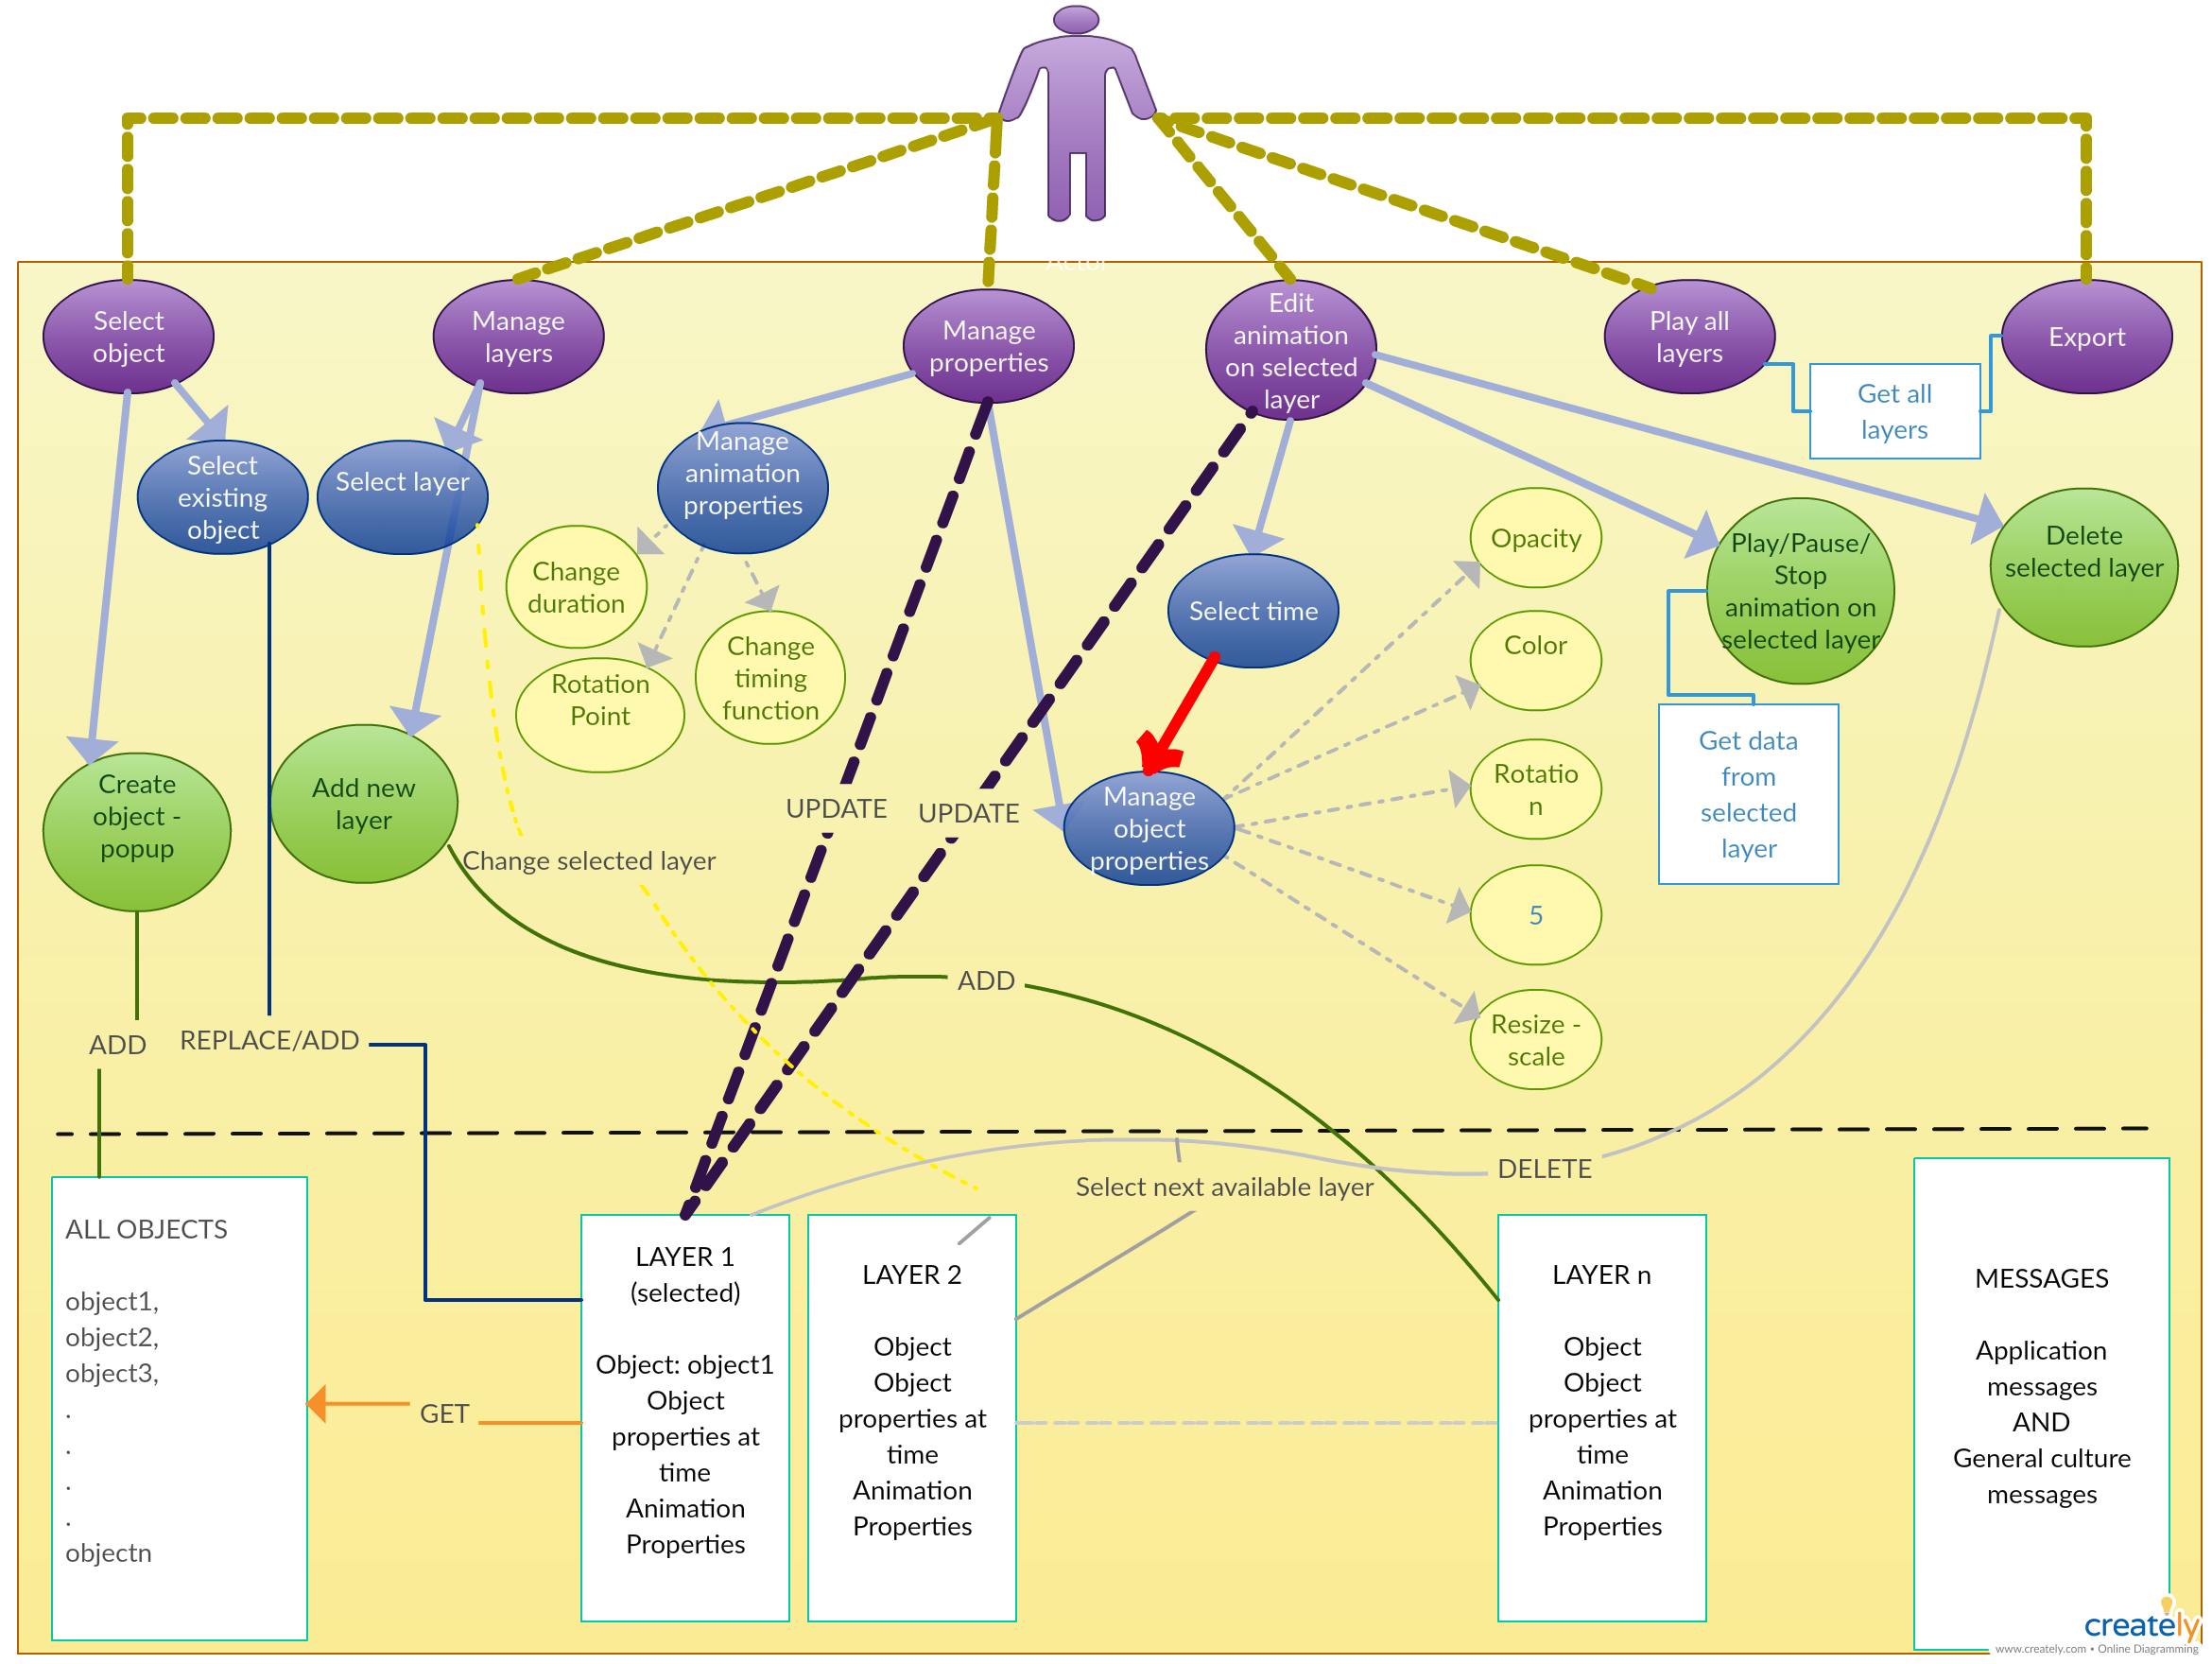 Actor
Select
object
Manage
layers
Manage
properties
Edit
animation
on selected
layer
Play all
layers
Export
Get all
layers
Select
existing
object
Select layer
Manage
animation
properties
Change
duration
Rotation
Point
Change
timing
function
Select time
Opacity
Color
Rotatio
n
5
Resize -
scale
Play/Pause/
Stop
animation on
selected layer
Delete
selected layer
Get data
from
selected
layer
Create
object -
popup
Add new
layer
Manage
object
properties
UPDATE
UPDATE
Change selected layer
ADD
ADD
REPLACE/ADD
DELETE
Select next available layer
ALL OBJECTS
object1,
object2,
object3,
.
.
.
.
objectn
GET
LAYER 1
(selected)
Object: object1
Object
properties at
time
Animation
Properties
LAYER 2
Object
Object
properties at
time
Animation
Properties
LAYER n
Object
Object
properties at
time
Animation
Properties
MESSAGES
Application
messages
AND
General culture
messages
creately
www.creately.com • Online Diagramming